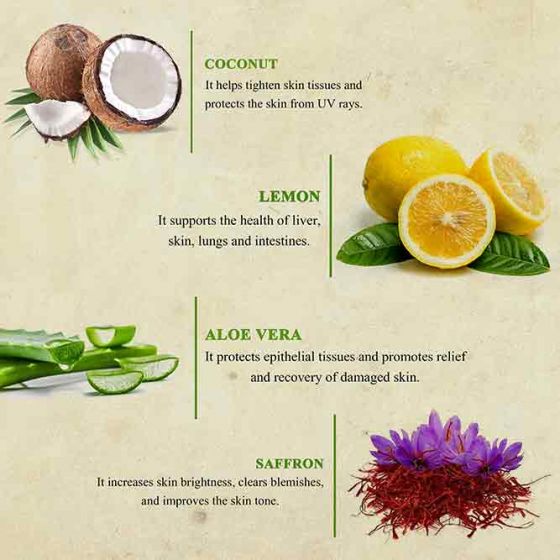 COCONUT
It helps tighten skin tissues and
protects the skin from UV rays.
LEMON
It supports the health of liver,
skin, lungs and intestines.
ALOE VERA
It protects epithelial tissues and promotes relief
and recovery of damaged skin.
SAFFRON
It increases skin brightness, clears blemishes,
and improves the skin tone.